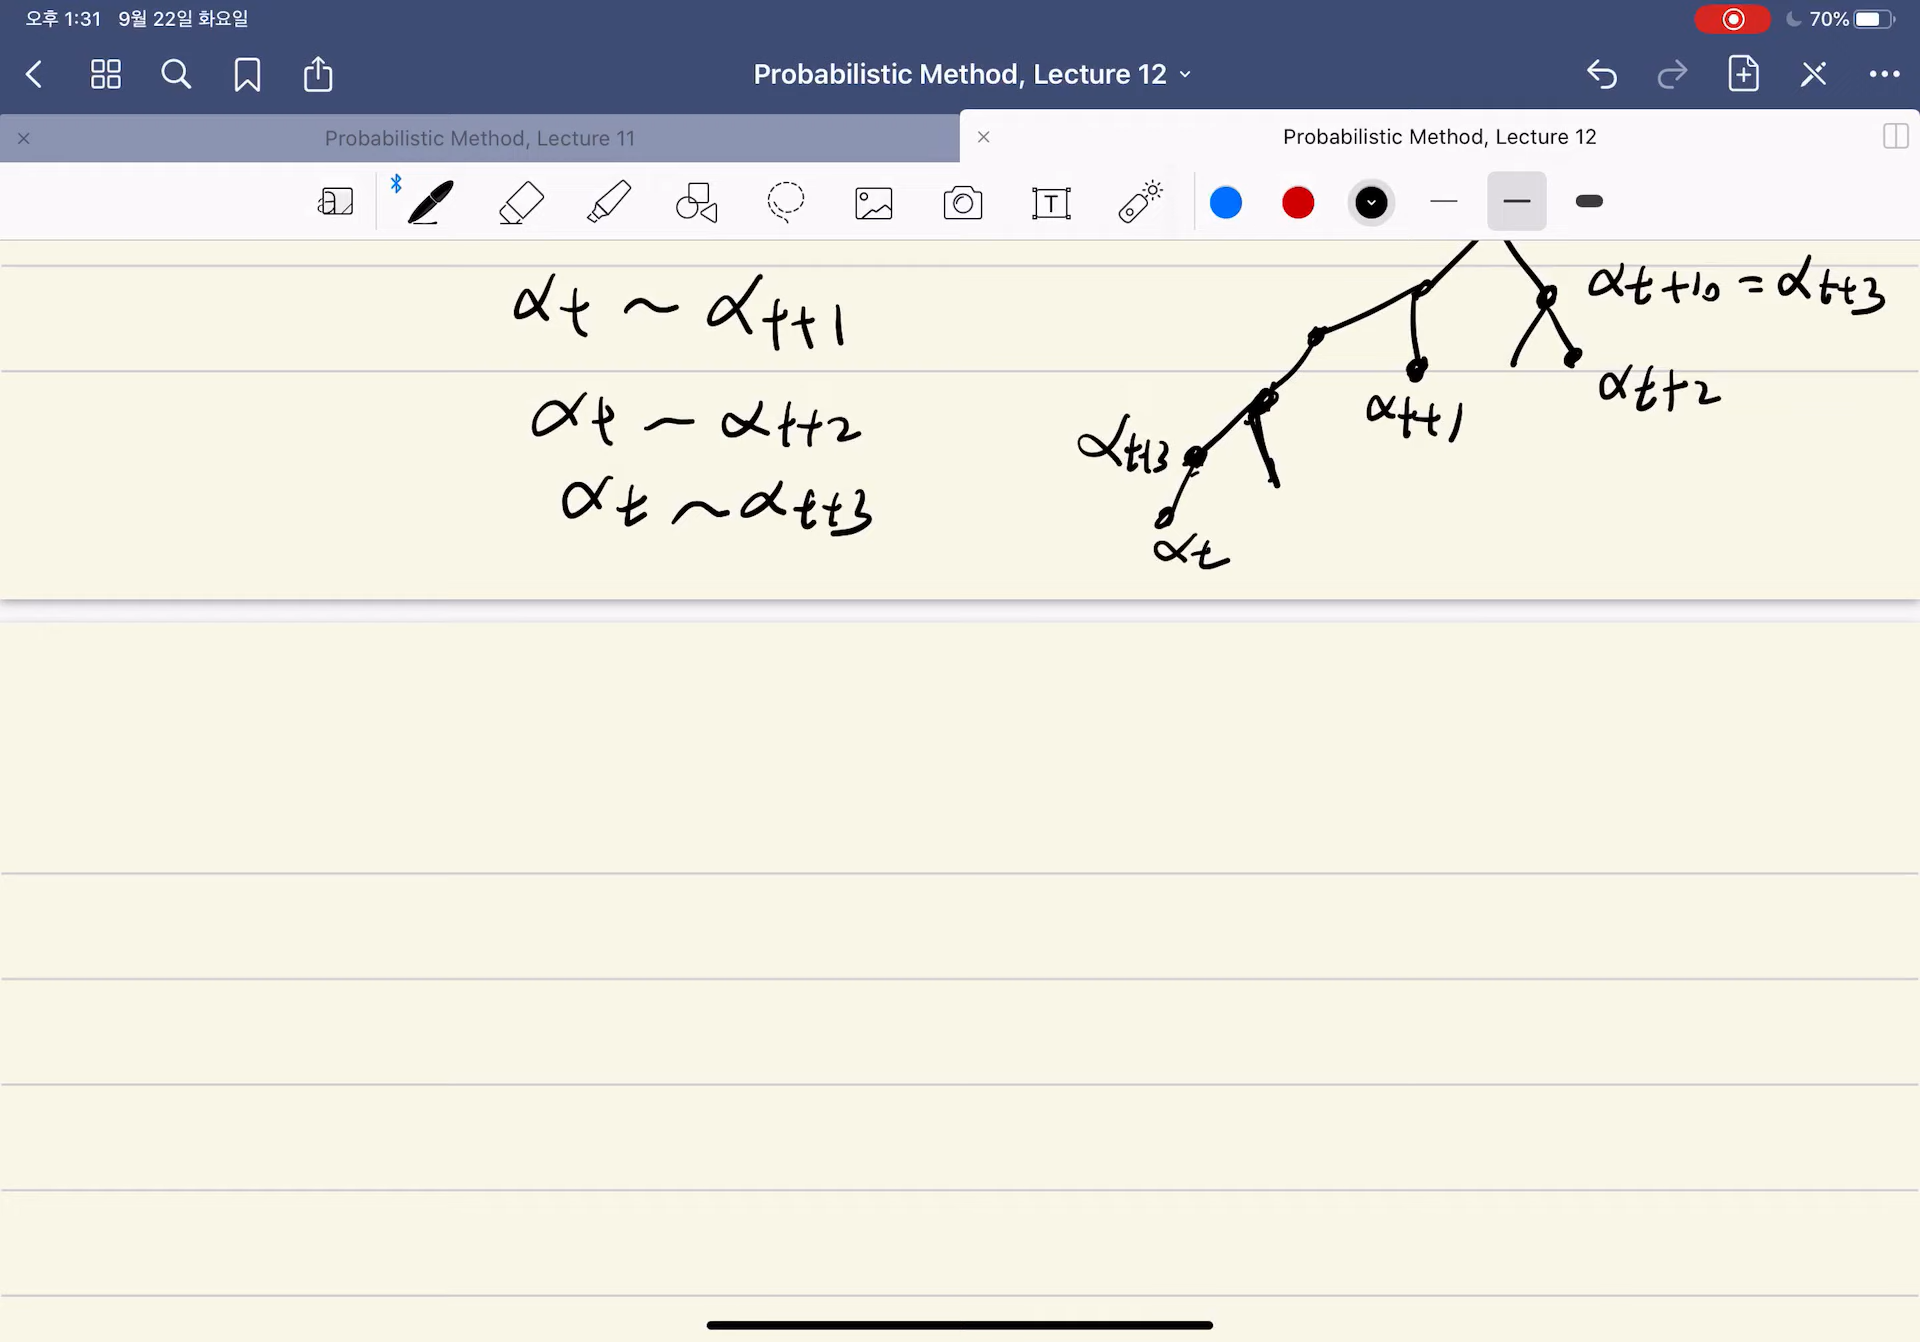 오후 1:31 9월 22일 화요일
70%
Probabilistic Method, Lecture 12
Probabilistic Method, Lecture 11
Probabilistic Method, Lecture 12
αt ~ αt+1
αt ~ αt+2
αt ~ αt+3
αt+10 = αt+3
αt+2
αt+1
αt+3
αt